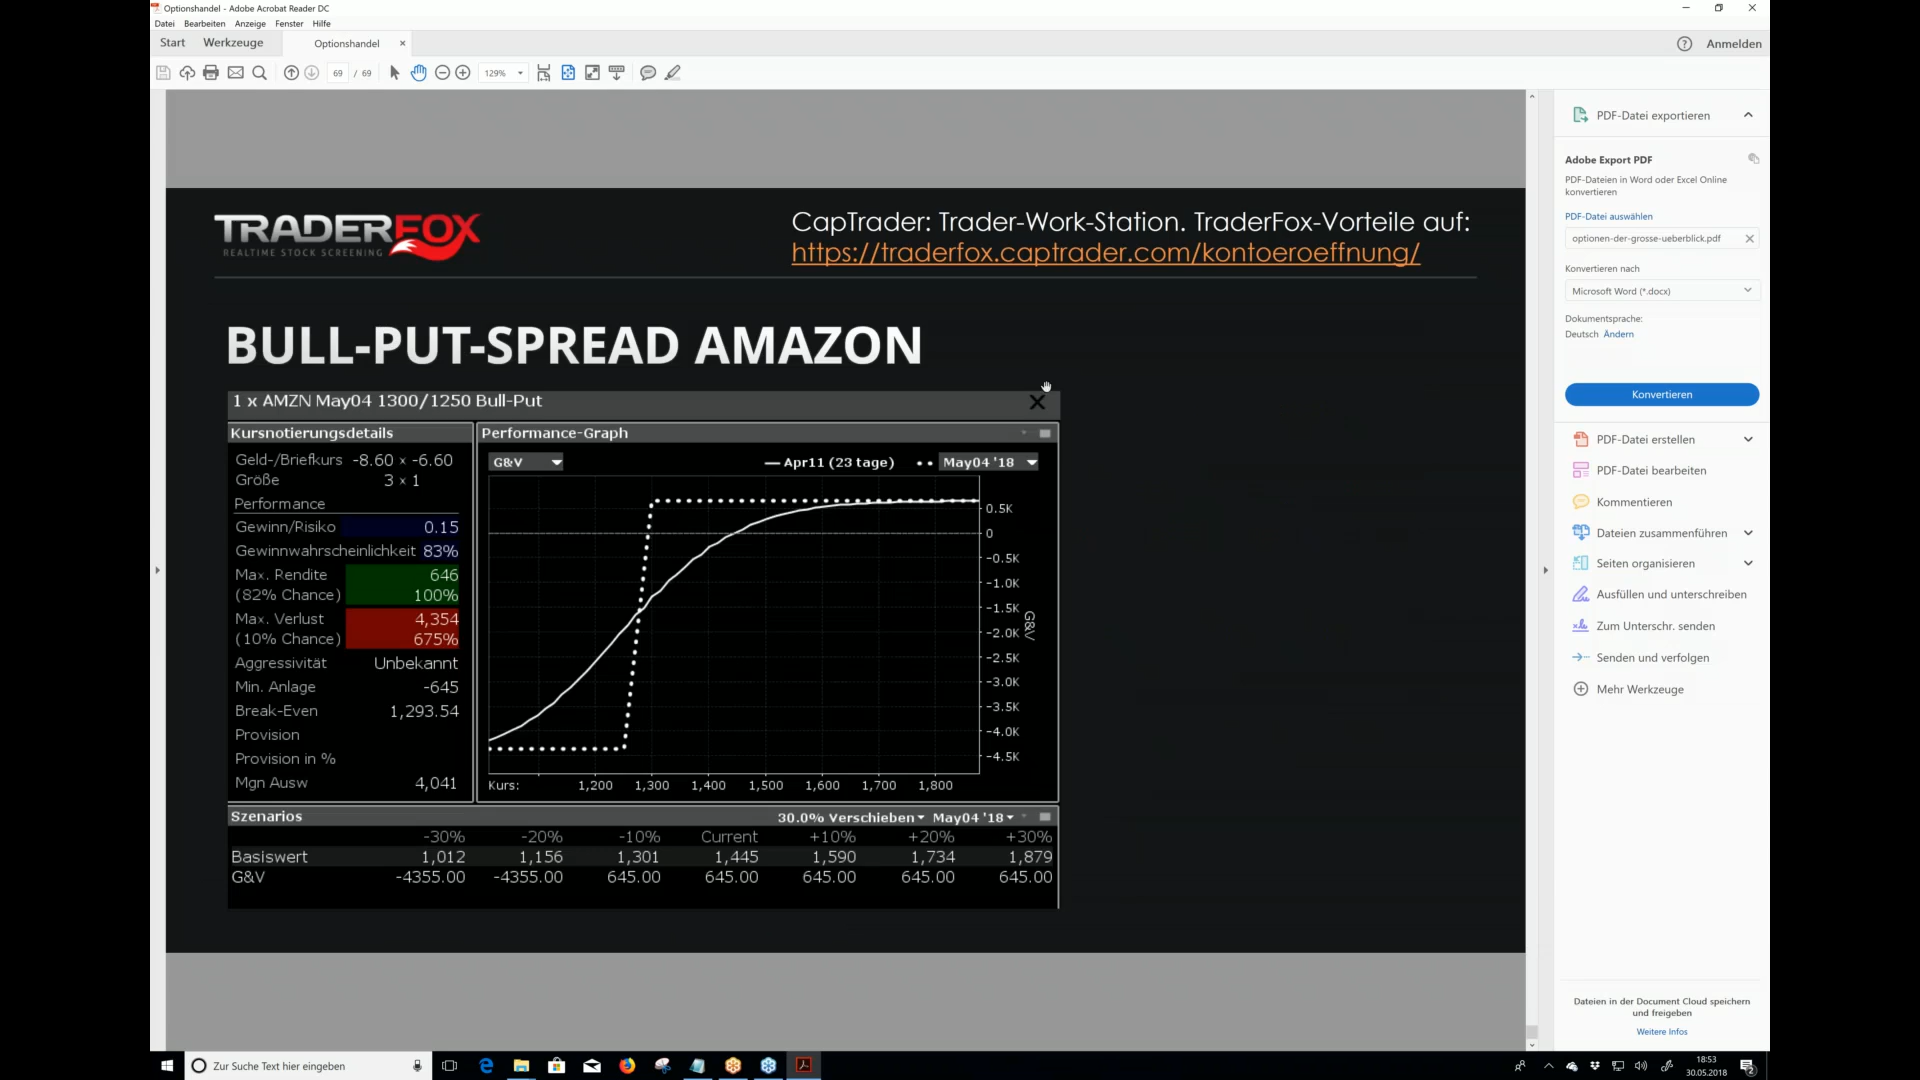 Optionshandel - Adobe Acrobat Reader DC
Datei Bearbeiten Anzeige Fenster Hilfe
Start Werkzeuge Optionshandel × Anmelden
69 / 69 129%
PDF-Datei exportieren
Adobe Export PDF
PDF-Dateien in Word oder Excel Online
konvertieren
PDF-Datei auswählen
optionen-der-grosse-ueberblick.pdf
Konvertieren nach
Microsoft Word (*.docx)
Dokumentsprache:
Deutsch Ändern
Konvertieren
PDF-Datei erstellen
PDF-Datei bearbeiten
Kommentieren
Dateien zusammenführen
Seiten organisieren
Ausfüllen und unterschreiben
Zum Unterschr. senden
Senden und verfolgen
Mehr Werkzeuge
Dateien in der Document Cloud speichern
und freigeben
Weitere Infos
TRADERFOX
REALTIME STOCK SCREENING
CapTrader: Trader-Work-Station. TraderFox-Vorteile auf:
https://traderfox.captrader.com/kontoeroeffnung/
BULL-PUT-SPREAD AMAZON
1 x AMZN May04 1300/1250 Bull-Put
Kursnotierungsdetails
Geld-/Briefkurs -8.60 × -6.60
Größe 3 × 1
Performance
Gewinn/Risiko 0.15
Gewinnwahrscheinlichkeit 83%
Max. Rendite 646
(82% Chance) 100%
Max. Verlust 4,354
(10% Chance) 675%
Aggressivität Unbekannt
Min. Anlage -645
Break-Even 1,293.54
Provision
Provision in %
Mgn Ausw 4,041
Performance-Graph
G&V Apr11 (23 tage) May04 '18
0.5K
0
-0.5K
-1.0K
-1.5K
-2.0K
-2.5K
-3.0K
-3.5K
-4.0K
-4.5K
G&V
Kurs: 1,200 1,300 1,400 1,500 1,600 1,700 1,800
Szenarios 30.0% Verschieben May04 '18
-30% -20% -10% Current +10% +20% +30%
Basiswert 1,012 1,156 1,301 1,445 1,590 1,734 1,879
G&V -4355.00 -4355.00 645.00 645.00 645.00 645.00 645.00
Zur Suche Text hier eingeben
18:53
30.05.2018
2